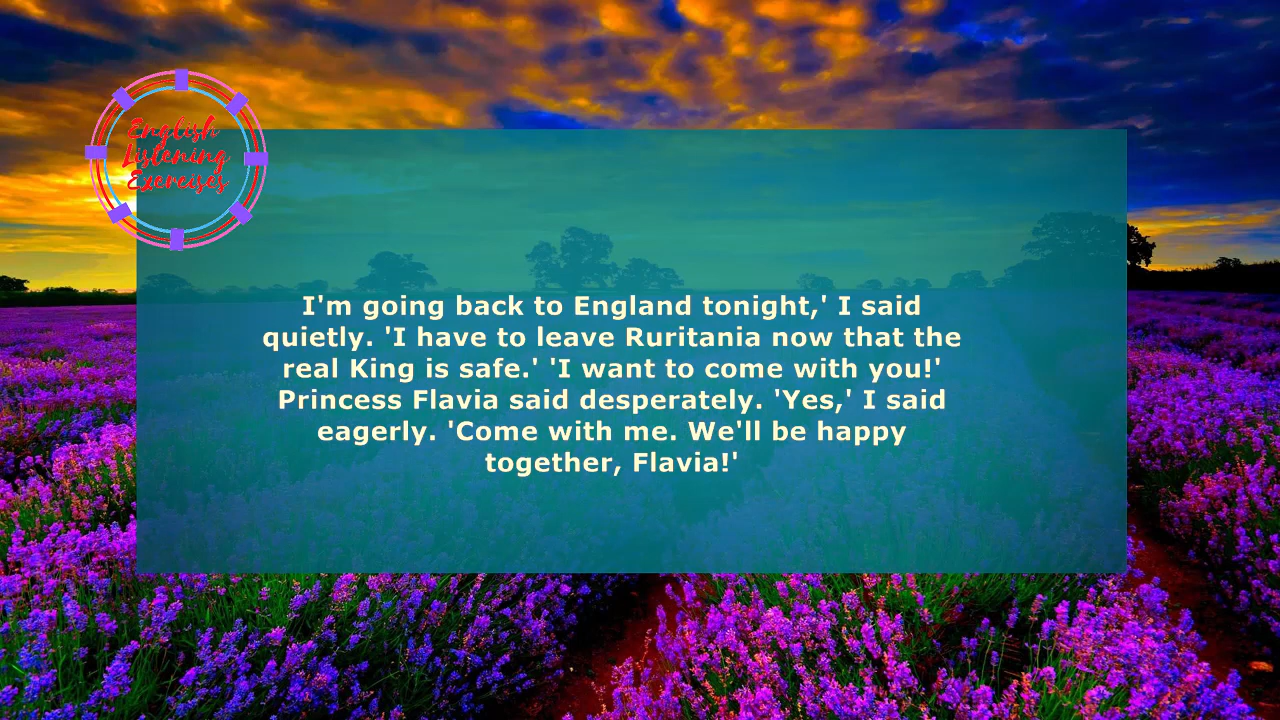 English
Listening
Exercises
I'm going back to England tonight,' I said
quietly. 'I have to leave Ruritania now that the
real King is safe.' 'I want to come with you!'
Princess Flavia said desperately. 'Yes,' I said
eagerly. 'Come with me. We'll be happy
together, Flavia!'